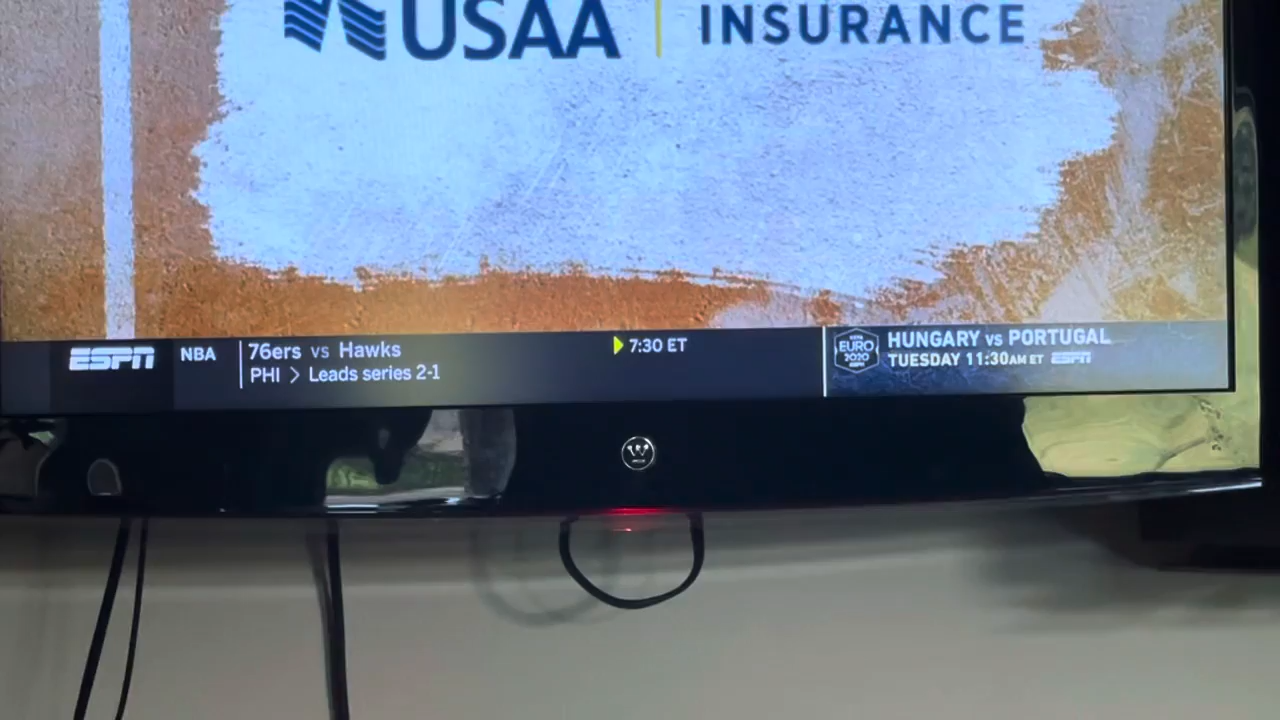 USAA
INSURANCE
ESPN
NBA
76ers vs Hawks
PHI > Leads series 2-1
7:30 ET
EURO
2020
ESPN
HUNGARY vs PORTUGAL
TUESDAY 11:30AM ET ESPN
W